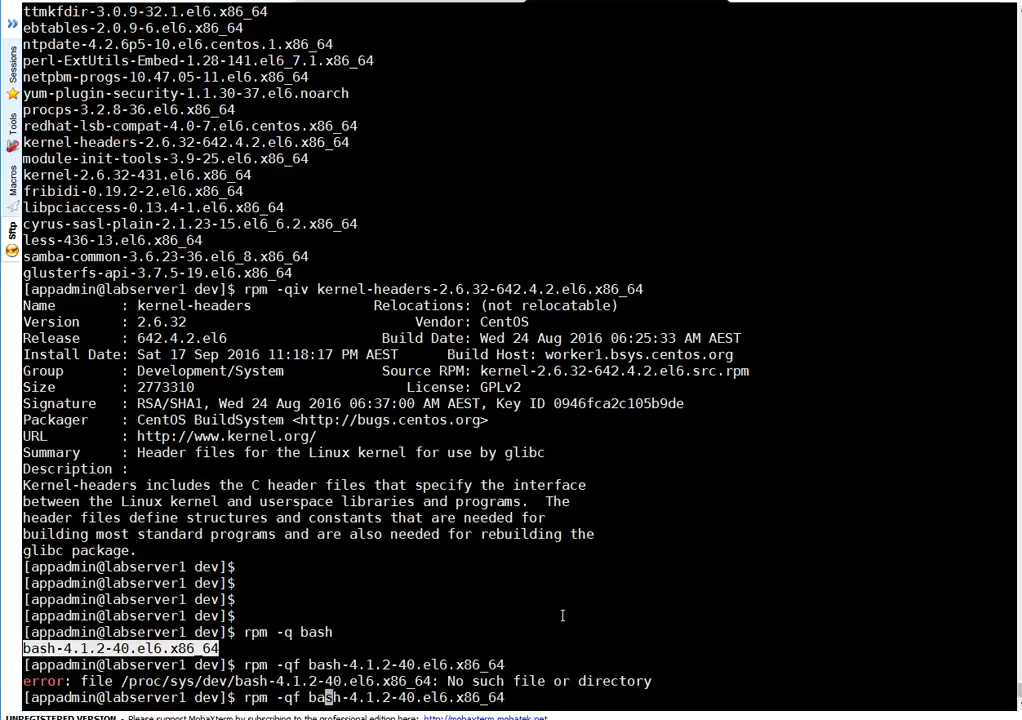 ttmkfdir-3.0.9-32.1.el6.x86_64
ebtables-2.0.9-6.el6.x86_64
ntpdate-4.2.6p5-10.el6.centos.1.x86_64
perl-ExtUtils-Embed-1.28-141.el6_7.1.x86_64
netpbm-progs-10.47.05-11.el6.x86_64
yum-plugin-security-1.1.30-37.el6.noarch
procps-3.2.8-36.el6.x86_64
redhat-lsb-compat-4.0-7.el6.centos.x86_64
kernel-headers-2.6.32-642.4.2.el6.x86_64
module-init-tools-3.9-25.el6.x86_64
kernel-2.6.32-431.el6.x86_64
fribidi-0.19.2-2.el6.x86_64
libpciaccess-0.13.4-1.el6.x86_64
cyrus-sasl-plain-2.1.23-15.el6_6.2.x86_64
less-436-13.el6.x86_64
samba-common-3.6.23-36.el6_8.x86_64
glusterfs-api-3.7.5-19.el6.x86_64
[appadmin@labserver1 dev]$ rpm -qiv kernel-headers-2.6.32-642.4.2.el6.x86_64
Name        : kernel-headers               Relocations: (not relocatable)
Version     : 2.6.32                            Vendor: CentOS
Release     : 642.4.2.el6                   Build Date: Wed 24 Aug 2016 06:25:33 AM AEST
Install Date: Sat 17 Sep 2016 11:18:17 PM AEST      Build Host: worker1.bsys.centos.org
Group       : Development/System            Source RPM: kernel-2.6.32-642.4.2.el6.src.rpm
Size        : 2773310                          License: GPLv2
Signature   : RSA/SHA1, Wed 24 Aug 2016 06:37:00 AM AEST, Key ID 0946fca2c105b9de
Packager    : CentOS BuildSystem <http://bugs.centos.org>
URL         : http://www.kernel.org/
Summary     : Header files for the Linux kernel for use by glibc
Description :
Kernel-headers includes the C header files that specify the interface
between the Linux kernel and userspace libraries and programs.  The
header files define structures and constants that are needed for
building most standard programs and are also needed for rebuilding the
glibc package.
[appadmin@labserver1 dev]$
[appadmin@labserver1 dev]$
[appadmin@labserver1 dev]$
[appadmin@labserver1 dev]$
[appadmin@labserver1 dev]$ rpm -q bash
bash-4.1.2-40.el6.x86_64
[appadmin@labserver1 dev]$ rpm -qf bash-4.1.2-40.el6.x86_64
error: file /proc/sys/dev/bash-4.1.2-40.el6.x86_64: No such file or directory
[appadmin@labserver1 dev]$ rpm -qf bash-4.1.2-40.el6.x86_64
Sessions
Tools
Macros
Sftp
UNREGISTERED VERSION - Please support MobaXterm by subscribing to the professional edition here: http://mobaxterm.mobatek.net